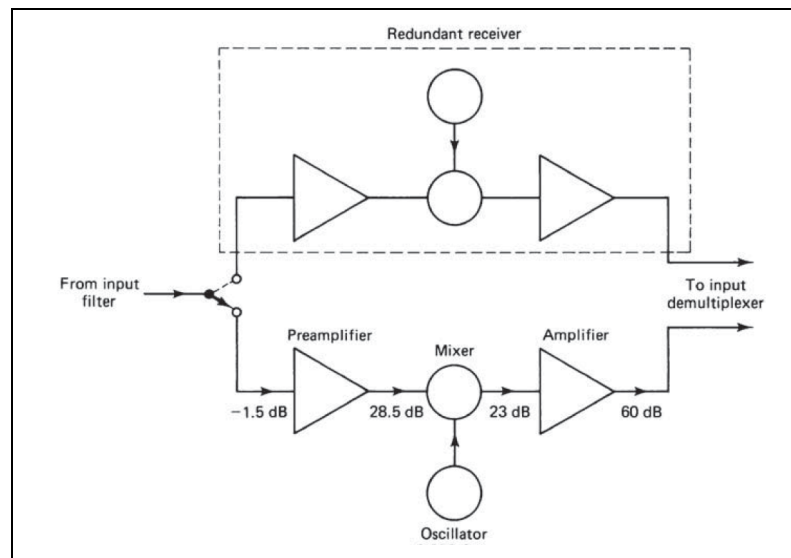 Redundant receiver
From input
filter
To input
demultiplexer
Preamplifier
Mixer
Amplifier
−1.5 dB
28.5 dB
23 dB
60 dB
Oscillator